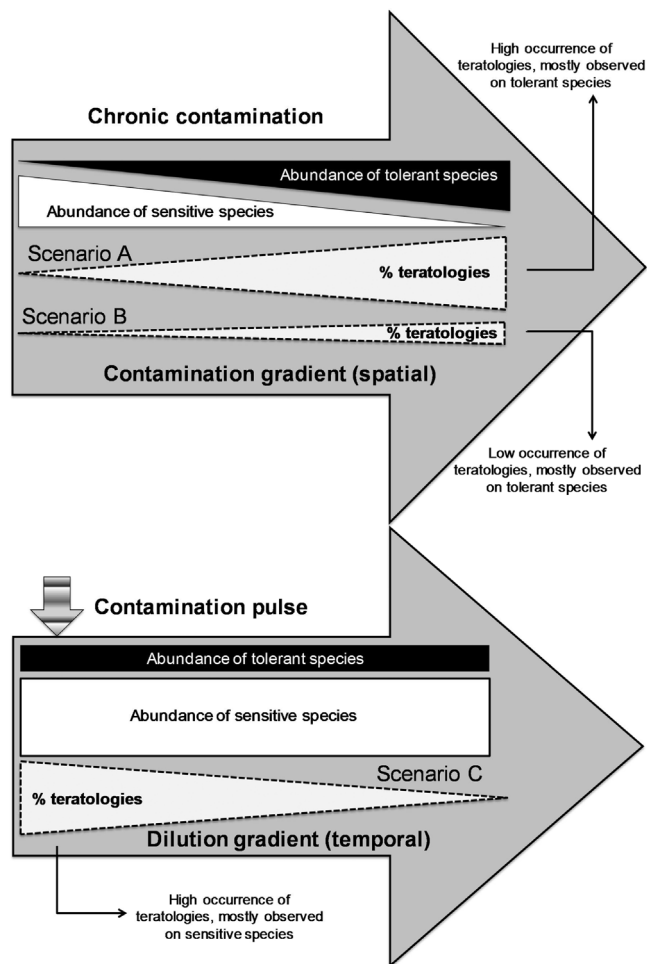 High occurrence of
teratologies, mostly observed
on tolerant species
Chronic contamination
Abundance of tolerant species
Abundance of sensitive species
Scenario A
% teratologies
Scenario B
% teratologies
Contamination gradient (spatial)
Low occurrence of
teratologies, mostly observed
on tolerant species
Contamination pulse
Abundance of tolerant species
Abundance of sensitive species
Scenario C
% teratologies
Dilution gradient (temporal)
High occurrence of
teratologies, mostly observed
on sensitive species